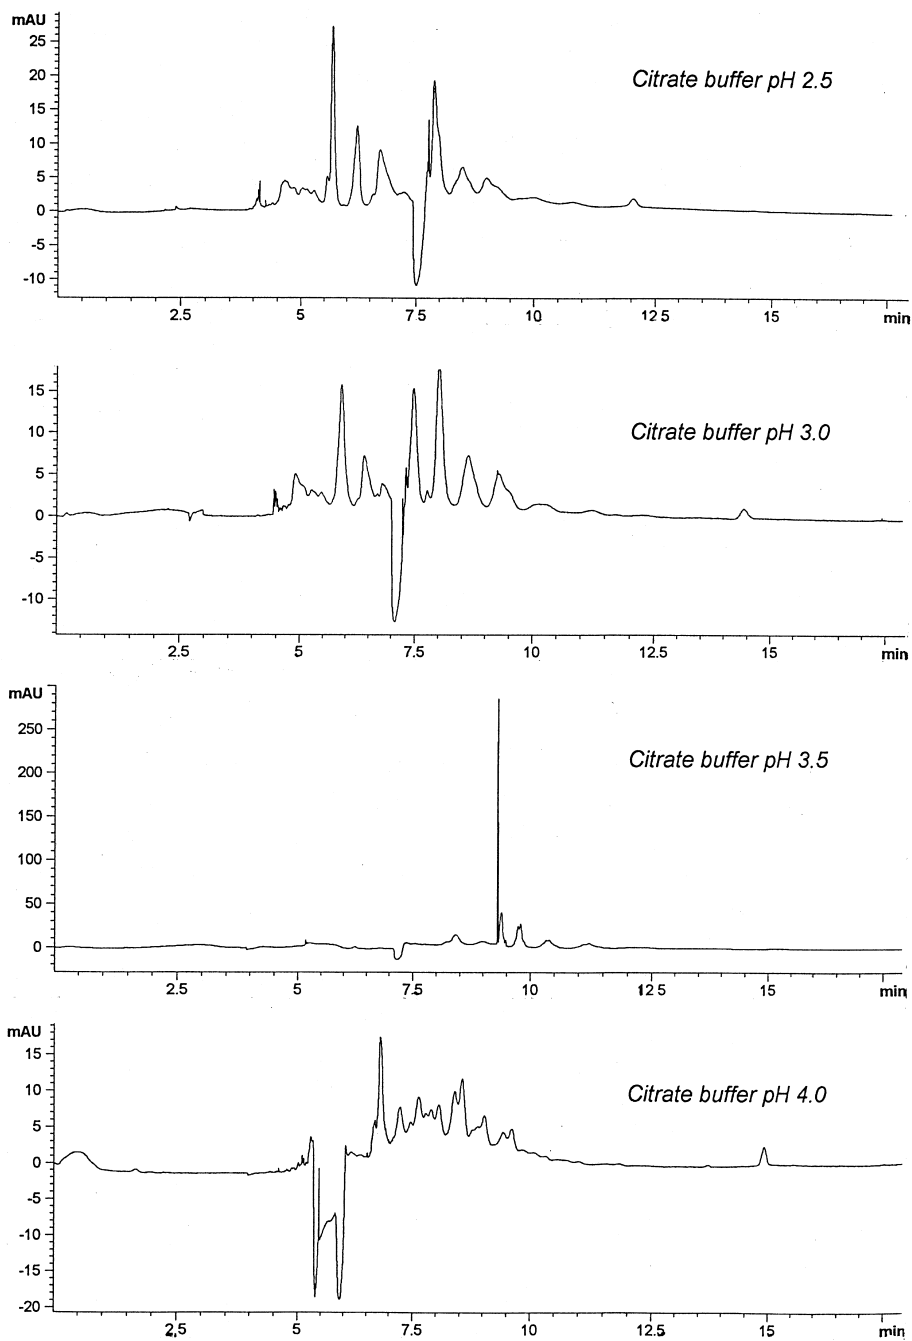 mAU
25
20
15
10
5
0
-5
-10
Citrate buffer pH 2.5
2.5 5 7.5 10 12.5 15 min
15
10
5
0
-5
-10
Citrate buffer pH 3.0
2.5 5 7.5 10 12.5 15 min
mAU
250
200
150
100
50
0
Citrate buffer pH 3.5
2.5 5 7.5 10 12.5 15 min
mAU
15
10
5
0
-5
-10
-15
-20
Citrate buffer pH 4.0
2,5 5 7.5 10 12.5 15 min